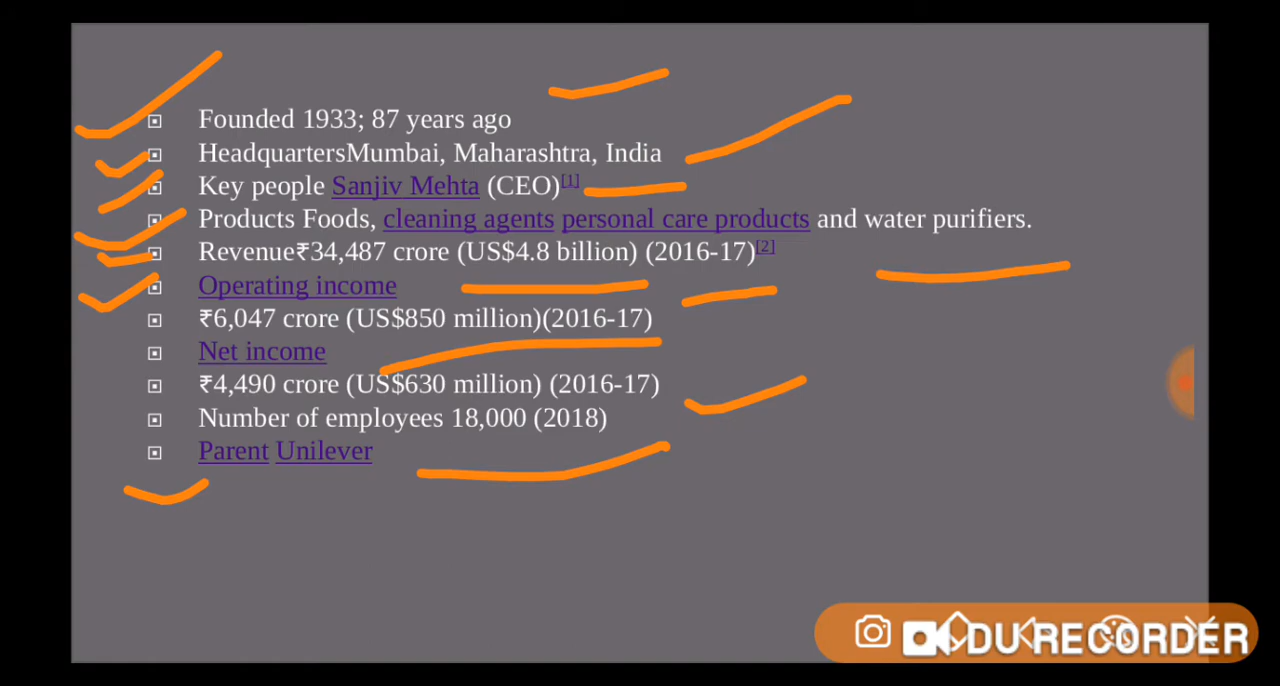 Founded 1933; 87 years ago
HeadquartersMumbai, Maharashtra, India
Key people Sanjiv Mehta (CEO)[1]
Products Foods, cleaning agents personal care products and water purifiers.
Revenue₹34,487 crore (US$4.8 billion) (2016-17)[2]
Operating income
₹6,047 crore (US$850 million)(2016-17)
Net income
₹4,490 crore (US$630 million) (2016-17)
Number of employees 18,000 (2018)
Parent Unilever
DU RECORDER